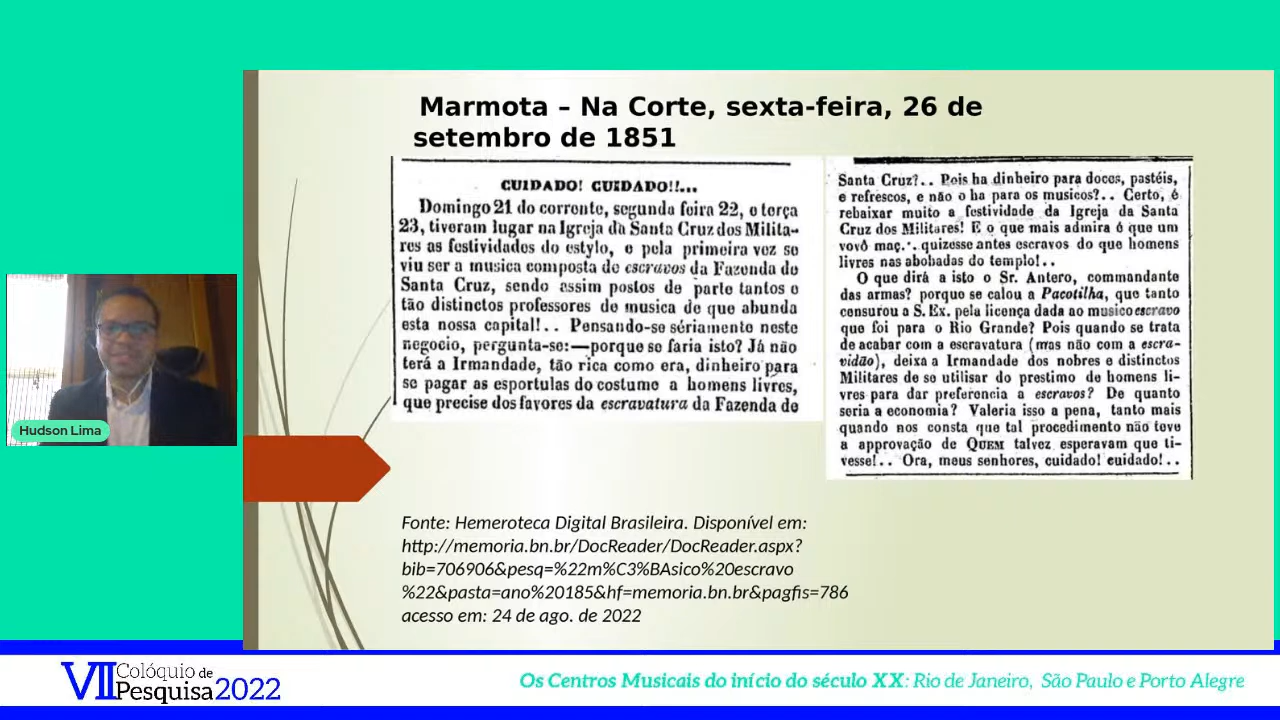 Marmota – Na Corte, sexta-feira, 26 de
setembro de 1851
CUIDADO! CUIDADO!!...
Domingo 21 do corrente, segunda feira 22, e terça
23, tiveram lugar na Igreja da Santa Cruz dos Milita-
res as festividades do estylo, e pela primeira vez se
viu ser a musica composta de escravos da Fazenda de
Santa Cruz, sendo assim postos de parte tantos e
tão distinctos professores de musica de que abunda
esta nossa capital!.. Pensando-se sériamente neste
negocio, pergunta-se:—porque se faria isto? Já não
terá a Irmandade, tão rica como era, dinheiro para
se pagar as esportulas do costume a homens livres,
que precise dos favores da escravatura da Fazenda de
Santa Cruz?.. Pois ha dinheiro para doces, pastéis,
e refrescos, e não o ha para os musicos?.. Certo, é
rebaixar muito a festividade da Igreja da Santa
Cruz dos Militares! E o que mais admira é que um
vovô maç.·. quizesse antes escravos do que homens
livres nas abobadas do templo!..
O que dirá a isto o Sr. Antero, commandante
das armas? porque se calou a Pacotilha, que tanto
censurou a S. Ex. pela licença dada ao musico escravo
que foi para o Rio Grande? Pois quando se trata
de acabar com a escravatura (mas não com a escra-
vidão), deixa a Irmandade dos nobres e distinctos
Militares de se utilisar do prestimo de homens li-
vres para dar preferencia a escravos? De quanto
seria a economia? Valeria isso a pena, tanto mais
quando nos consta que tal procedimento não teve
a approvação de QUEM talvez esperavam que ti-
vesse!.. Ora, meus senhores, cuidado! cuidado!..
Hudson Lima
Fonte: Hemeroteca Digital Brasileira. Disponível em:
http://memoria.bn.br/DocReader/DocReader.aspx?
bib=706906&pesq=%22m%C3%BAsico%20escravo
%22&pasta=ano%20185&hf=memoria.bn.br&pagfis=786
acesso em: 24 de ago. de 2022
VII Colóquio de
Pesquisa 2022
Os Centros Musicais do início do século XX: Rio de Janeiro, São Paulo e Porto Alegre